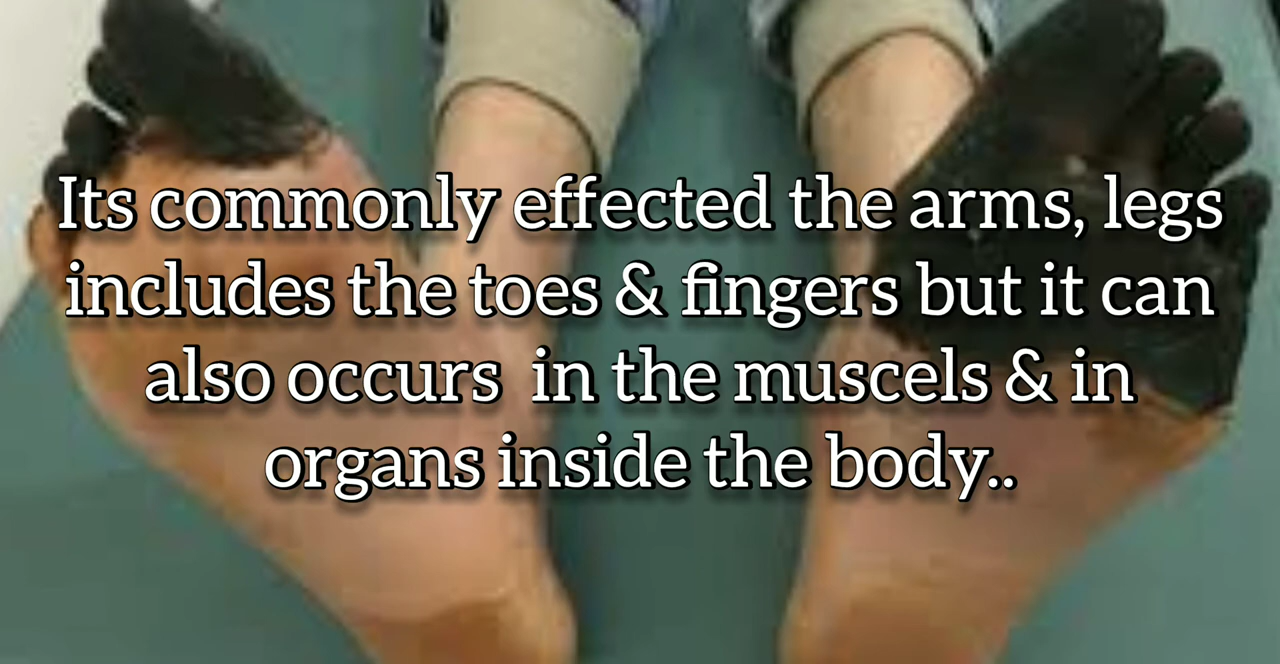 Its commonly effected the arms, legs
includes the toes & fingers but it can
also occurs in the muscels & in
organs inside the body..